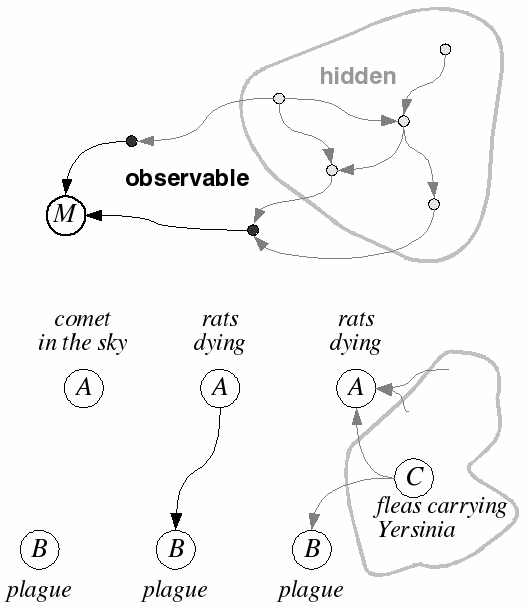 hidden
observable
M
comet
in the sky
rats
dying
rats
dying
A
A
A
C
fleas carrying
Yersinia
B
B
B
plague
plague
plague